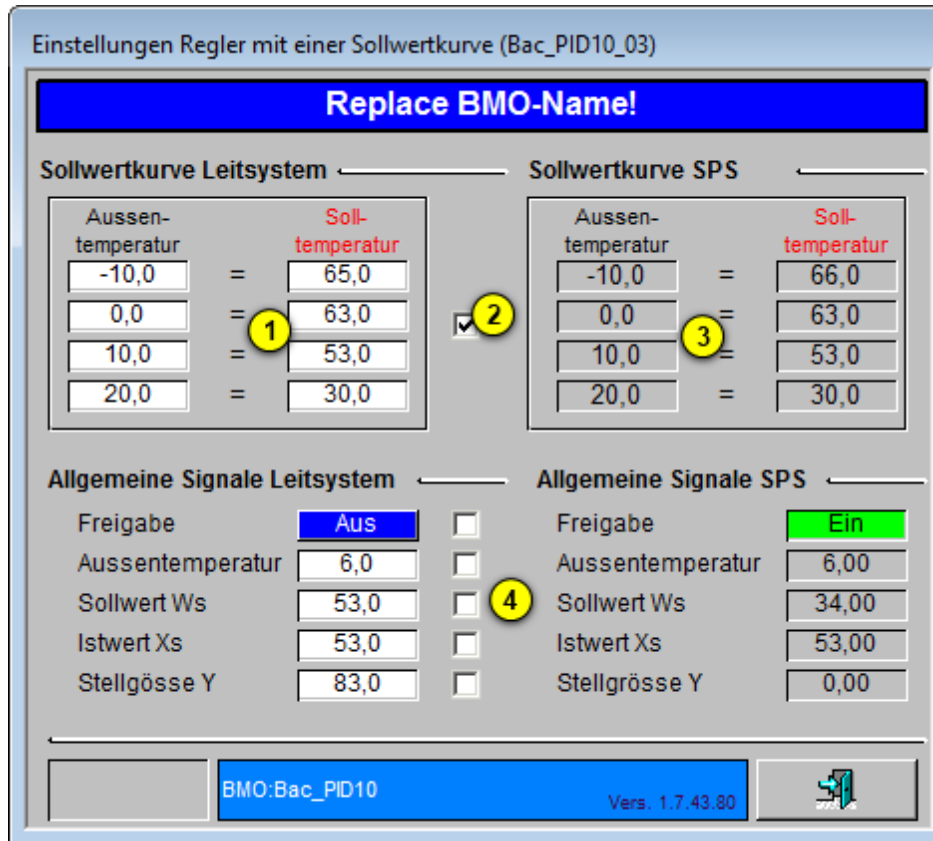 Einstellungen Regler mit einer Sollwertkurve (Bac_PID10_03)
Replace BMO-Name!
Sollwertkurve Leitsystem
Aussen-temperatur Soll-temperatur
-10,0 = 65,0
0,0 = 63,0
10,0 = 53,0
20,0 = 30,0
1
2
Sollwertkurve SPS
Aussen-temperatur Soll-temperatur
-10,0 = 66,0
0,0 = 63,0
10,0 = 53,0
20,0 = 30,0
3
Allgemeine Signale Leitsystem
Freigabe Aus
Aussentemperatur 6,0
Sollwert Ws 53,0
Istwert Xs 53,0
Stellgösse Y 83,0
4
Allgemeine Signale SPS
Freigabe Ein
Aussentemperatur 6,00
Sollwert Ws 34,00
Istwert Xs 53,00
Stellgrösse Y 0,00
BMO:Bac_PID10
Vers. 1.7.43.80